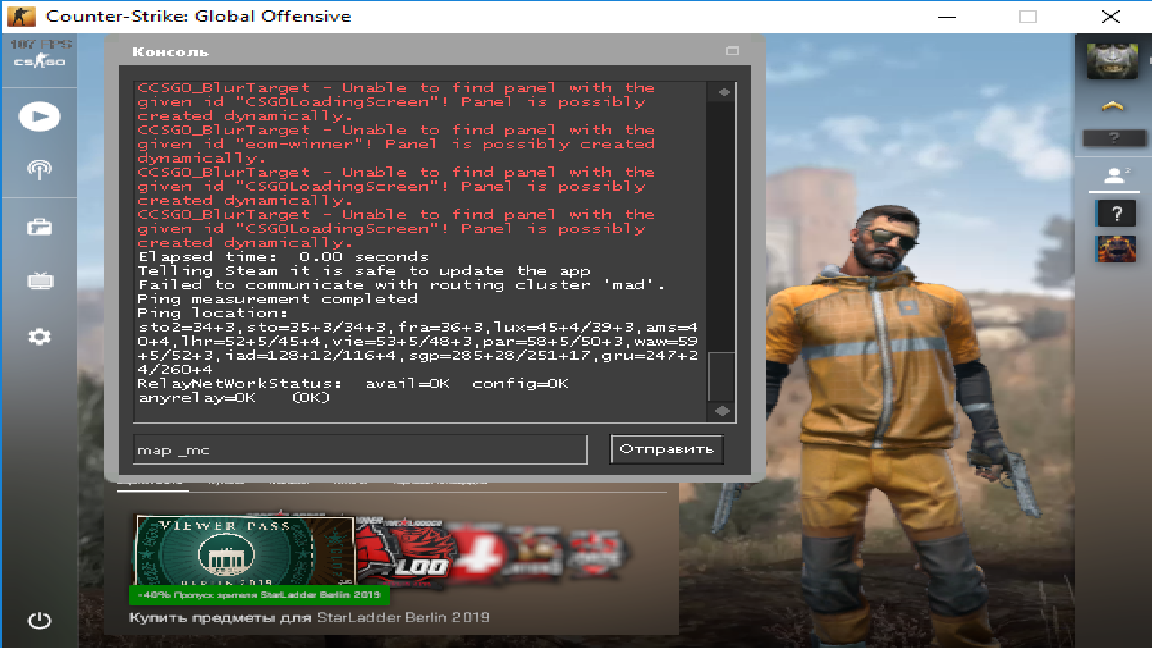 Counter-Strike: Global Offensive
107 FPS
CS GO
Консоль
CCSGO_BlurTarget - Unable to find panel with the
given id "CSGOLoadingScreen"! Panel is possibly
created dynamically.
CCSGO_BlurTarget - Unable to find panel with the
given id "eom-winner"! Panel is possibly created
dynamically.
CCSGO_BlurTarget - Unable to find panel with the
given id "CSGOLoadingScreen"! Panel is possibly
created dynamically.
CCSGO_BlurTarget - Unable to find panel with the
given id "CSGOLoadingScreen"! Panel is possibly
created dynamically.
Elapsed time:  0.00 seconds
Telling Steam it is safe to update the app
Failed to communicate with routing cluster 'mad'.
Ping measurement completed
Ping location:
sto2=34+3,sto=35+3/34+3,fra=36+3,lux=45+4/39+3,ams=4
0+4,lhr=52+5/45+4,vie=53+5/48+3,par=58+5/50+3,waw=59
+5/52+3,iad=128+12/116+4,sgp=285+28/251+17,gru=247+2
4/260+4
RelayNetWorkStatus:  avail=OK  config=OK
anyrelay=OK   (OK)
map _mc
Отправить
?
2
?
VIEWER PASS
BERLIN 2019
-40% Пропуск зрителя StarLadder Berlin 2019
Купить предметы для StarLadder Berlin 2019